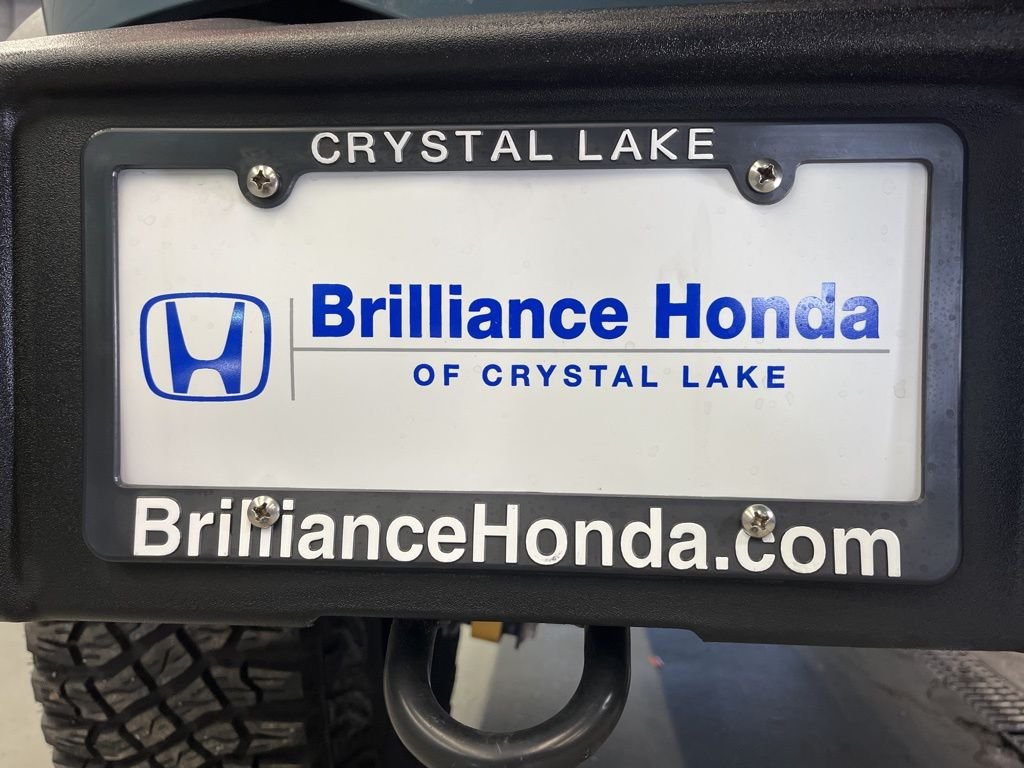 CRYSTAL LAKE
Brilliance Honda
OF CRYSTAL LAKE
BrillianceHonda.com